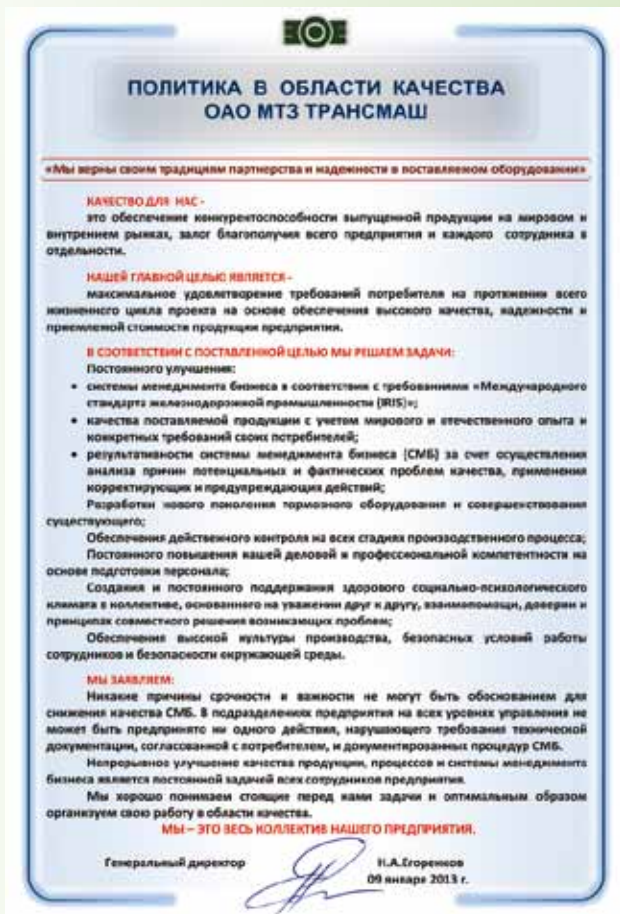 ПОЛИТИКА В ОБЛАСТИ КАЧЕСТВА
ОАО МТЗ ТРАНСМАШ
«Мы верны своим традициям партнерства и надежности в поставляемом оборудовании»
КАЧЕСТВО ДЛЯ НАС -
это обеспечение конкурентоспособности выпущенной продукции на мировом и
внутреннем рынках, залог благополучия всего предприятия и каждого сотрудника в
отдельности.
НАШЕЙ ГЛАВНОЙ ЦЕЛЬЮ ЯВЛЯЕТСЯ -
максимальное удовлетворение требований потребителя на протяжении всего
жизненного цикла проекта на основе обеспечения высокого качества, надежности и
приемлемой стоимости продукции предприятия.
В СООТВЕТСТВИИ С ПОСТАВЛЕННОЙ ЦЕЛЬЮ МЫ РЕШАЕМ ЗАДАЧИ:
Постоянного улучшения:
• системы менеджмента бизнеса в соответствии с требованиями «Международного
стандарта железнодорожной промышленности (IRIS)»;
• качества поставляемой продукции с учетом мирового и отечественного опыта и
конкретных требований своих потребителей;
• результативности системы менеджмента бизнеса (СМБ) за счет осуществления
анализа причин потенциальных и фактических проблем качества, применения
корректирующих и предупреждающих действий;
Разработки нового поколения тормозного оборудования и совершенствования
существующего;
Обеспечения действенного контроля на всех стадиях производственного процесса;
Постоянного повышения нашей деловой и профессиональной компетентности на
основе подготовки персонала;
Создания и постоянного поддержания здорового социально-психологического
климата в коллективе, основанного на уважении друг к другу, взаимопомощи, доверии и
принципах совместного решения возникающих проблем;
Обеспечения высокой культуры производства, безопасных условий работы
сотрудников и безопасности окружающей среды.
МЫ ЗАЯВЛЯЕМ:
Никакие причины срочности и важности не могут быть обоснованием для
снижения качества СМБ. В подразделениях предприятия на всех уровнях управления не
может быть предпринято ни одного действия, нарушающего требования технической
документации, согласованной с потребителем, и документированных процедур СМБ.
Непрерывное улучшение качества продукции, процессов и системы менеджмента
бизнеса является постоянной задачей всех сотрудников предприятия.
Мы хорошо понимаем стоящие перед нами задачи и оптимальным образом
организуем свою работу в области качества.
МЫ – ЭТО ВЕСЬ КОЛЛЕКТИВ НАШЕГО ПРЕДПРИЯТИЯ.
Генеральный директор Н.А.Егоренков
09 января 2013 г.